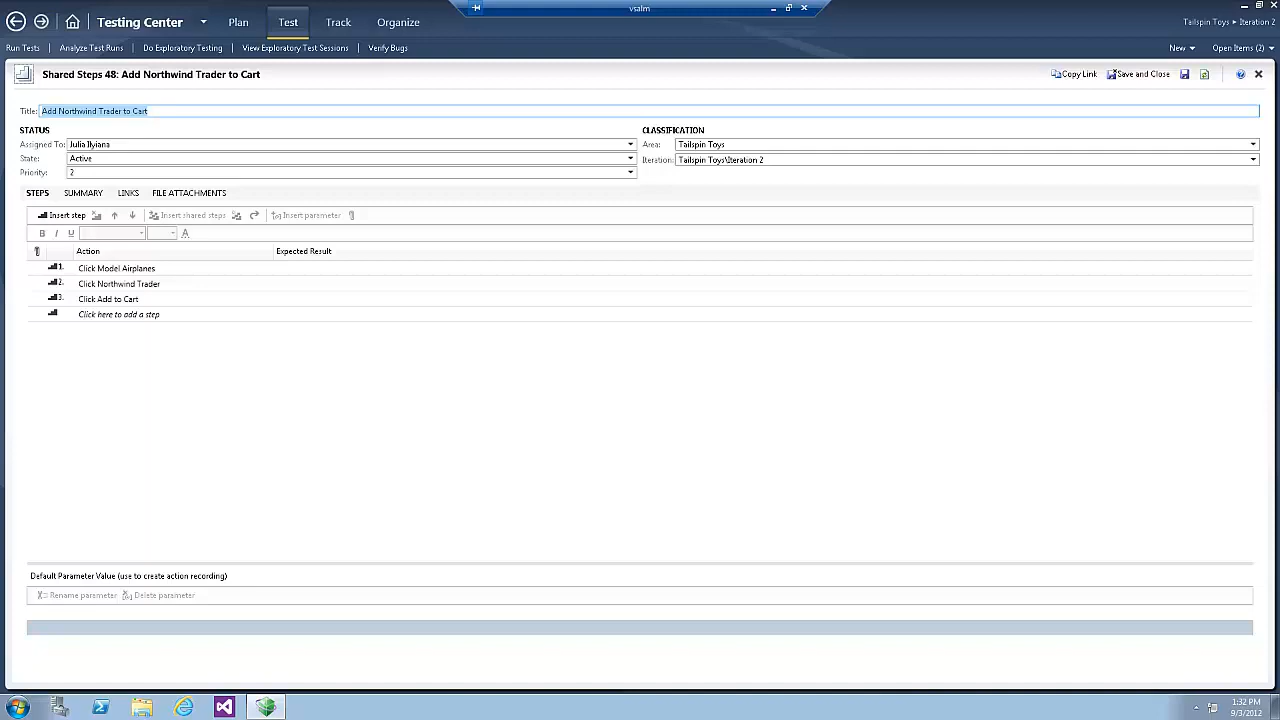 vsalm
Testing Center Plan Test Track Organize
Tailspin Toys ▸ Iteration 2
Run Tests Analyze Test Runs Do Exploratory Testing View Exploratory Test Sessions Verify Bugs New Open Items (2)
Shared Steps 48: Add Northwind Trader to Cart Copy Link Save and Close
Title: Add Northwind Trader to Cart
STATUS CLASSIFICATION
Assigned To: Julia Ilyiana Area: Tailspin Toys
State: Active Iteration: Tailspin Toys\Iteration 2
Priority: 2
STEPS SUMMARY LINKS FILE ATTACHMENTS
Insert step Insert shared steps Insert parameter
B I U A
Action Expected Result
1. Click Model Airplanes
2. Click Northwind Trader
3. Click Add to Cart
Click here to add a step
Default Parameter Value (use to create action recording)
Rename parameter Delete parameter
1:32 PM
9/3/2012